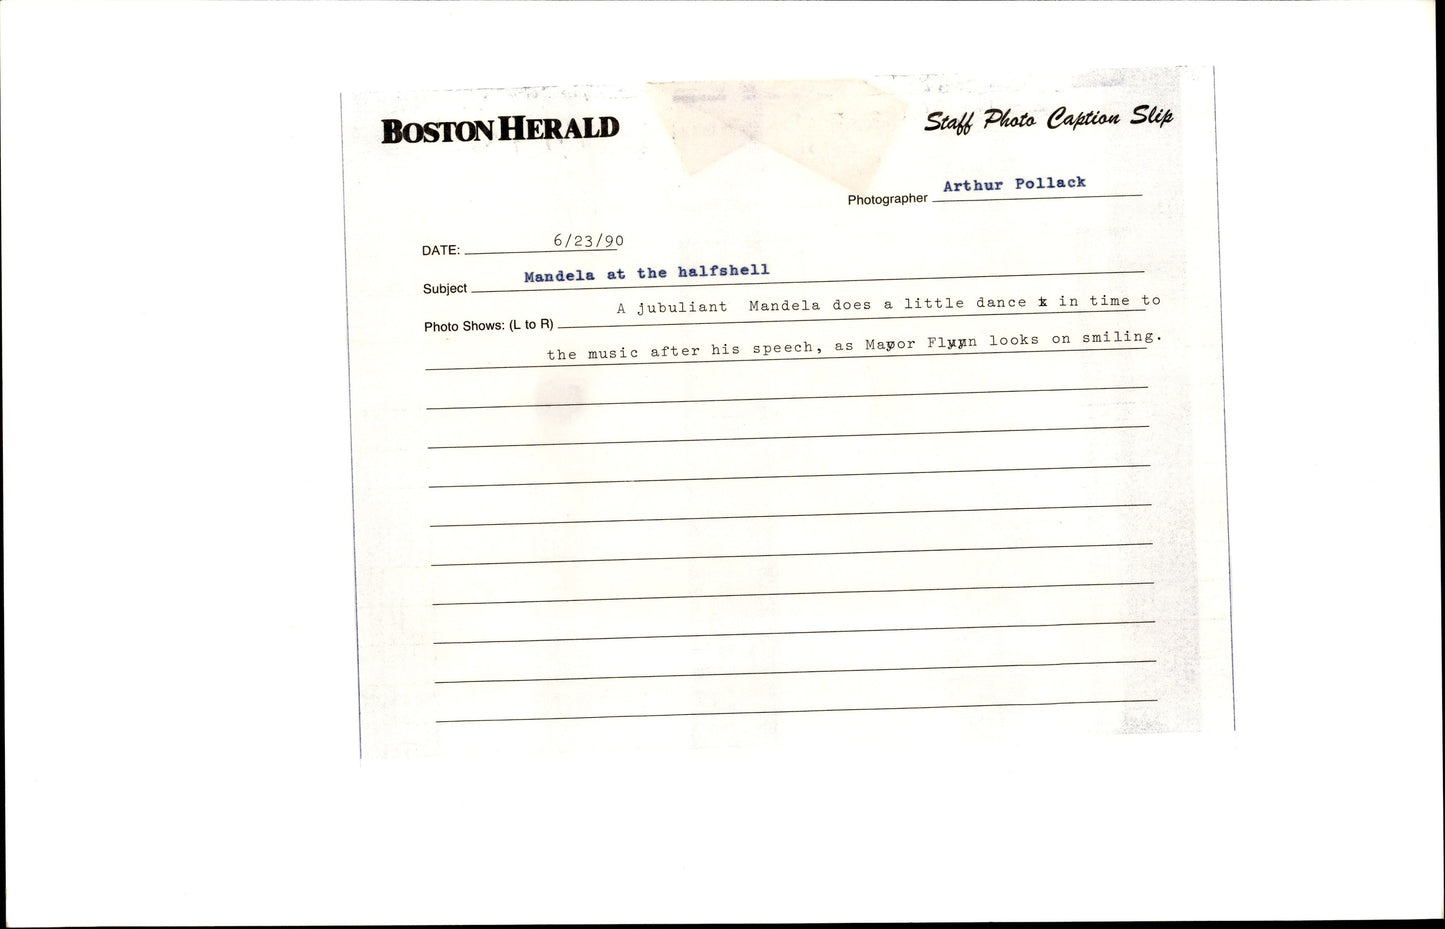 BOSTON HERALD
Staff Photo Caption Slip
Photographer Arthur Pollack
DATE: 6/23/90
Subject Mandela at the halfshell
Photo Shows: (L to R) A jubuliant Mandela does a little dance in time to
the music after his speech, as Mayor Flynn looks on smiling.